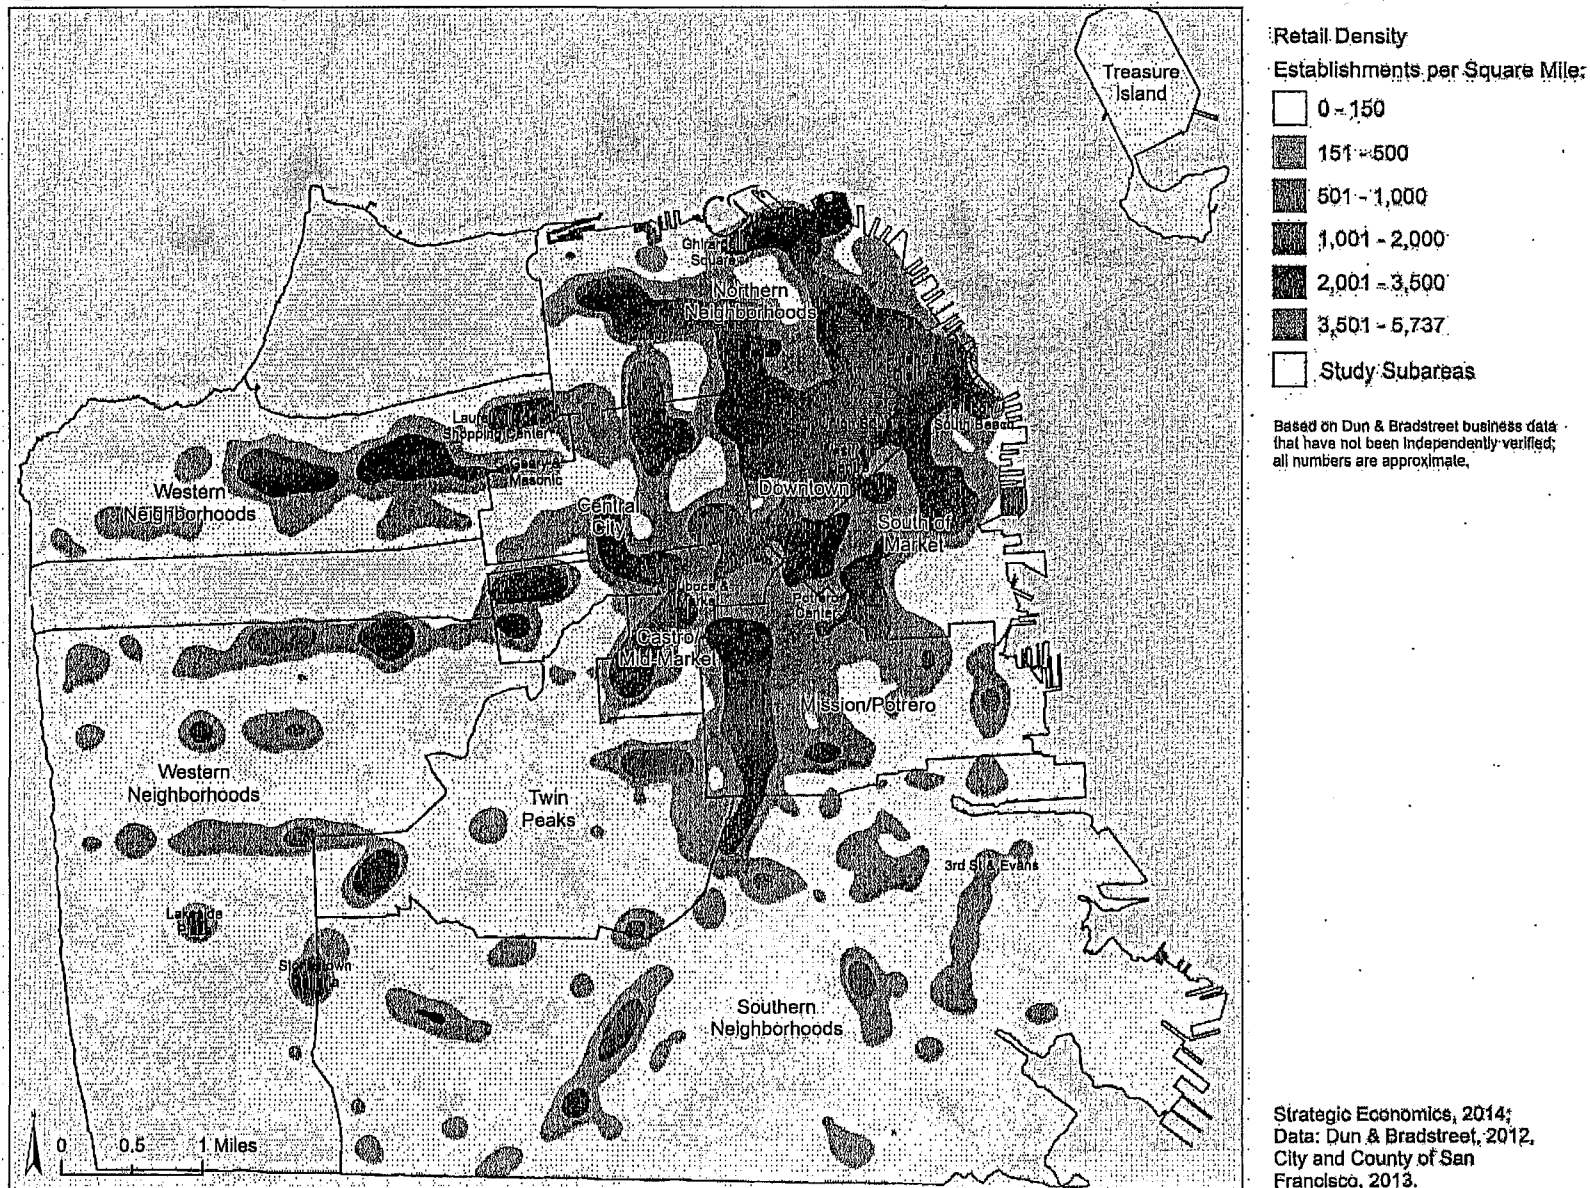 Retail Density
Establishments per Square Mile:
0 - 150
151 - 500
501 - 1,000
1,001 - 2,000
2,001 - 3,500
3,501 - 5,737
Study Subareas
Based on Dun & Bradstreet business data
that have not been independently verified;
all numbers are approximate.
Treasure
Island
Square
Northern
Neighborhoods
Shopping Center
South Beach
Masonic
Western
Neighborhoods
Central
City
Downtown
South of
Market
Potrero
Center
Castro/
Mid-Market
Mission/Potrero
Western
Neighborhoods
Twin
Peaks
3rd St & Evans
Lakeside
Southern
Neighborhoods
0 0.5 1 Miles
Strategic Economics, 2014;
Data: Dun & Bradstreet, 2012,
City and County of San
Francisco, 2013.